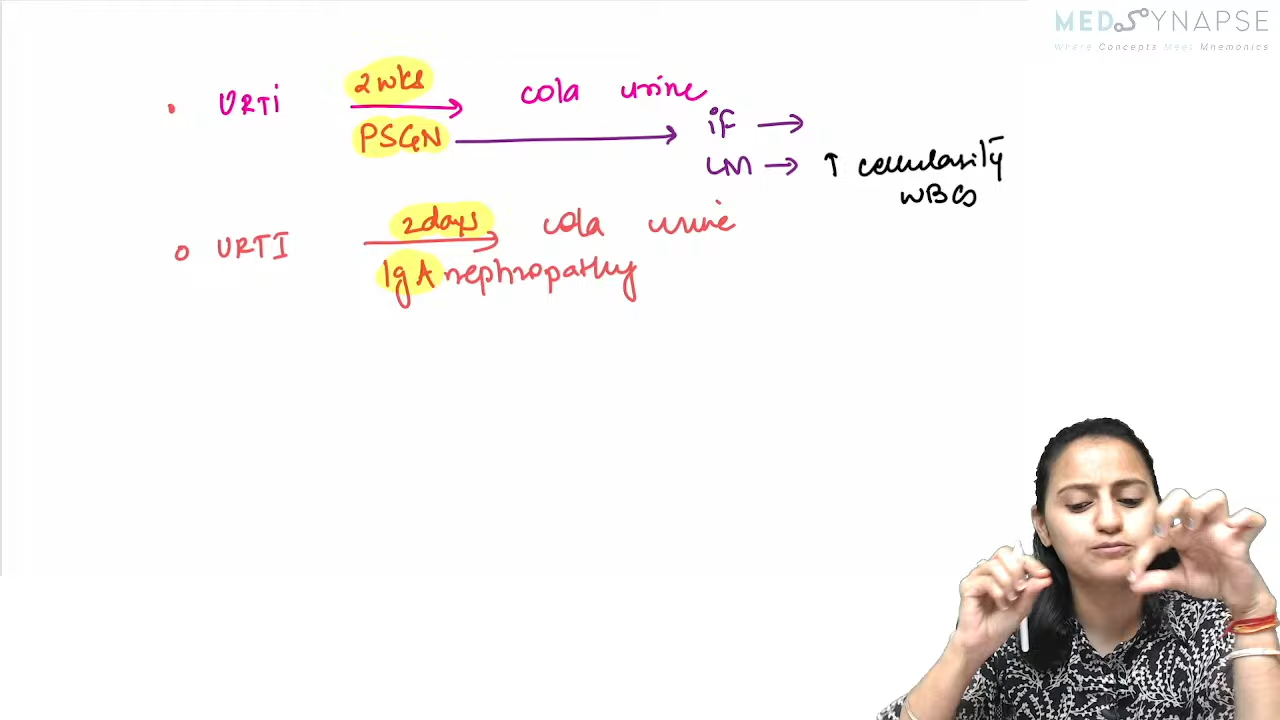 MEDSYNAPSE
Where Concepts Meet Mnemonics
• URTi 2wks cola urine
PSGN iF →
LM → ↑ cellularity
WBCs
o URTI 2days cola urine
IgA nephropathy